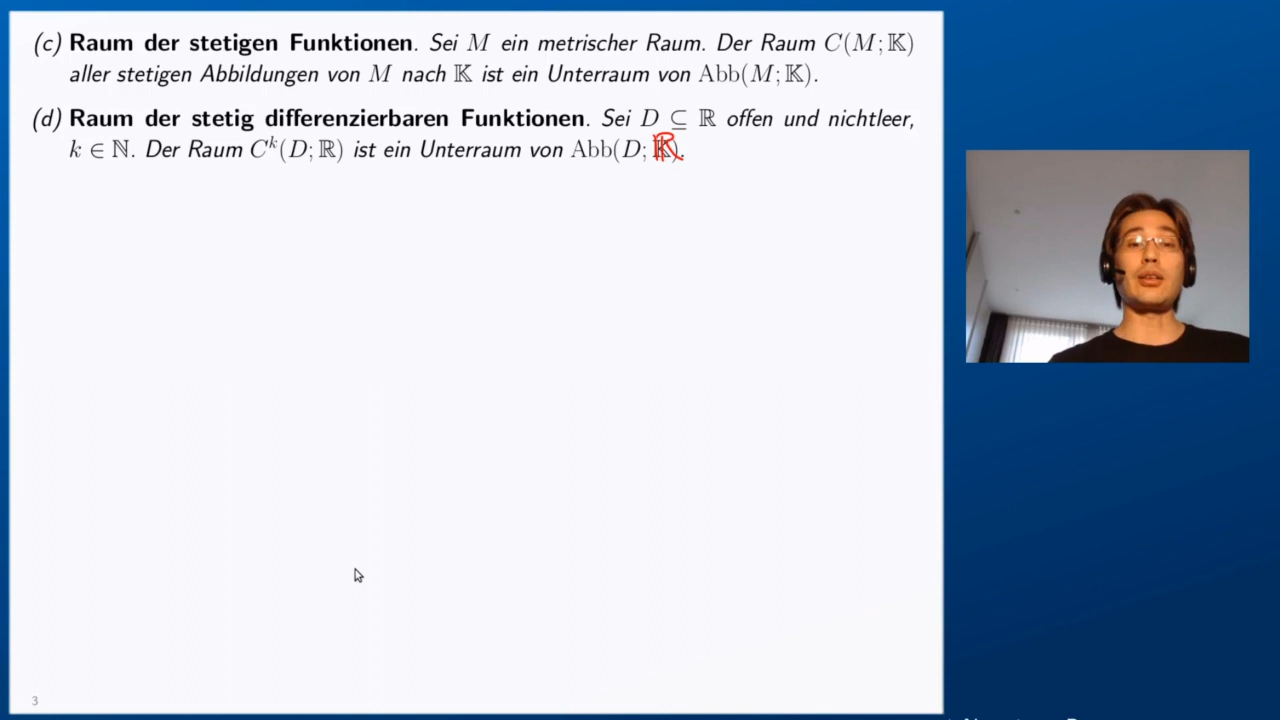 (c) Raum der stetigen Funktionen. Sei M ein metrischer Raum. Der Raum C(M;𝕂)
aller stetigen Abbildungen von M nach 𝕂 ist ein Unterraum von Abb(M;𝕂).
(d) Raum der stetig differenzierbaren Funktionen. Sei D ⊆ ℝ offen und nichtleer,
k ∈ ℕ. Der Raum Cᵏ(D;ℝ) ist ein Unterraum von Abb(D;ℝ).
3